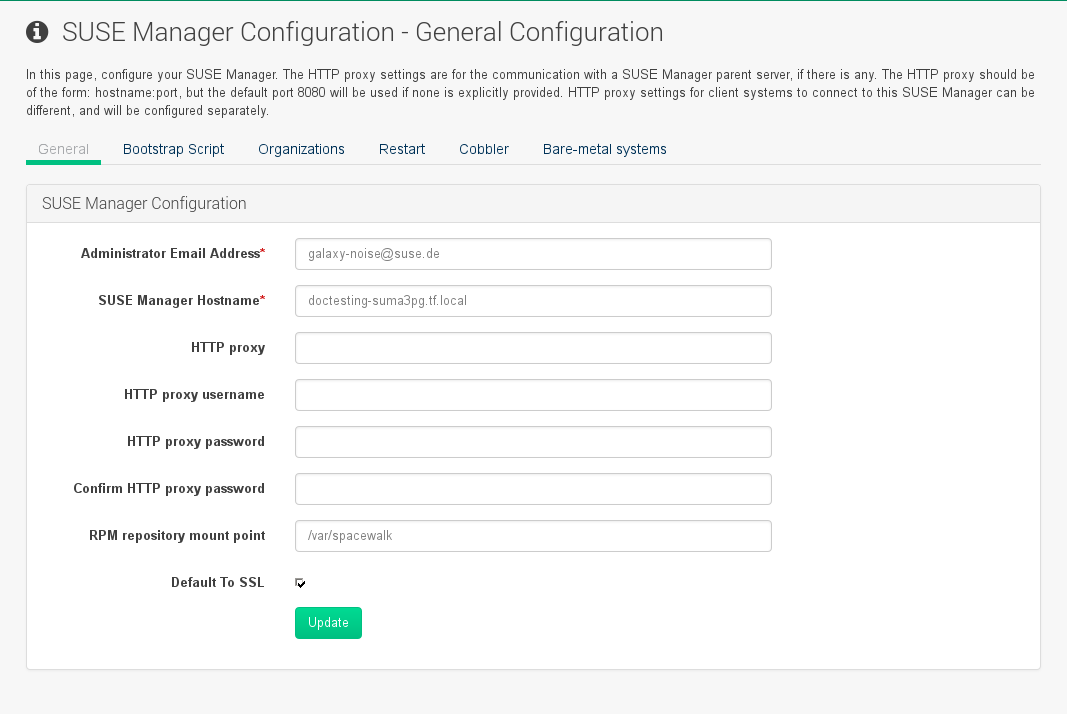 SUSE Manager Configuration - General Configuration
In this page, configure your SUSE Manager. The HTTP proxy settings are for the communication with a SUSE Manager parent server, if there is any. The HTTP proxy should be
of the form: hostname:port, but the default port 8080 will be used if none is explicitly provided. HTTP proxy settings for client systems to connect to this SUSE Manager can be
different, and will be configured separately.
General Bootstrap Script Organizations Restart Cobbler Bare-metal systems
SUSE Manager Configuration
Administrator Email Address* galaxy-noise@suse.de
SUSE Manager Hostname* doctesting-suma3pg.tf.local
HTTP proxy
HTTP proxy username
HTTP proxy password
Confirm HTTP proxy password
RPM repository mount point /var/spacewalk
Default To SSL
Update